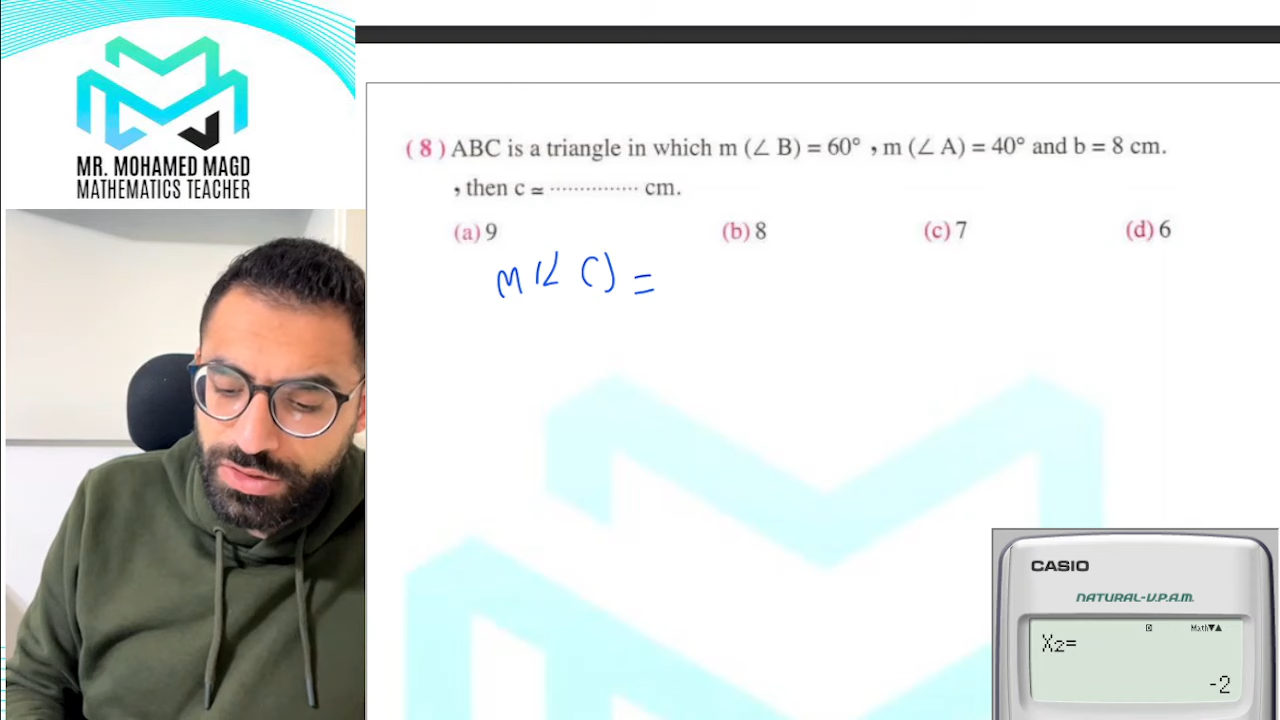 MR. MOHAMED MAGD
MATHEMATICS TEACHER
(8) ABC is a triangle in which m (∠ B) = 60° , m (∠ A) = 40° and b = 8 cm.
, then c ≃ ··············· cm.
(a) 9 (b) 8 (c) 7 (d) 6
m (∠ C) =
CASIO
NATURAL-V.P.A.M.
Math▼▲
X₂=
-2